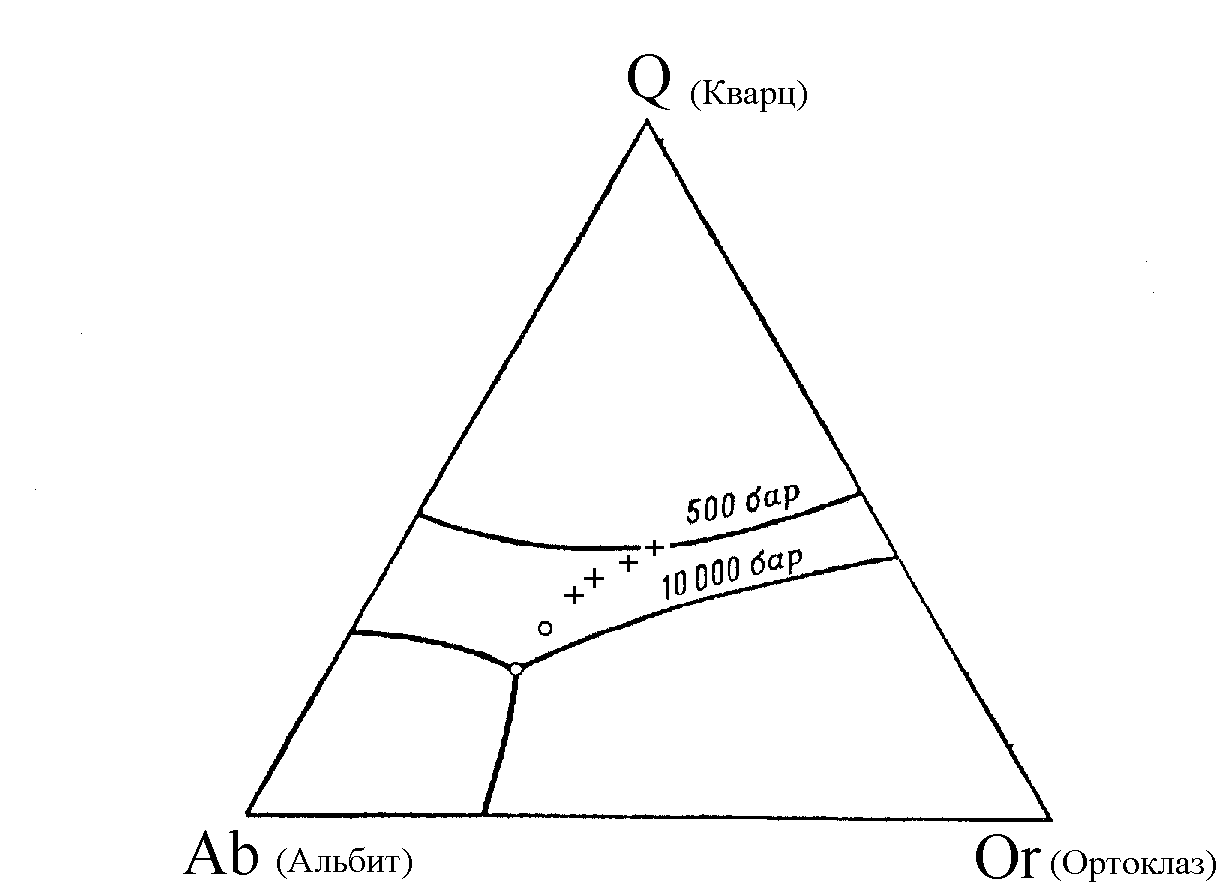 Q (Кварц)
500 бар
10 000 бар
Ab (Альбит)
Or (Ортоклаз)